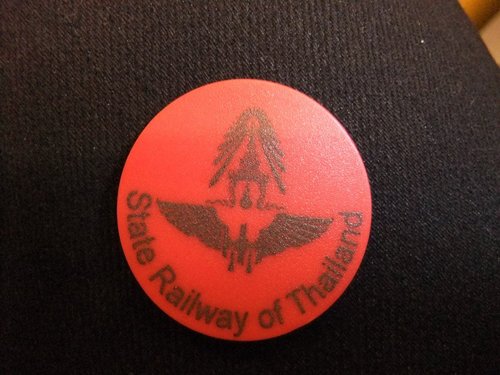 State Railway of Thailand